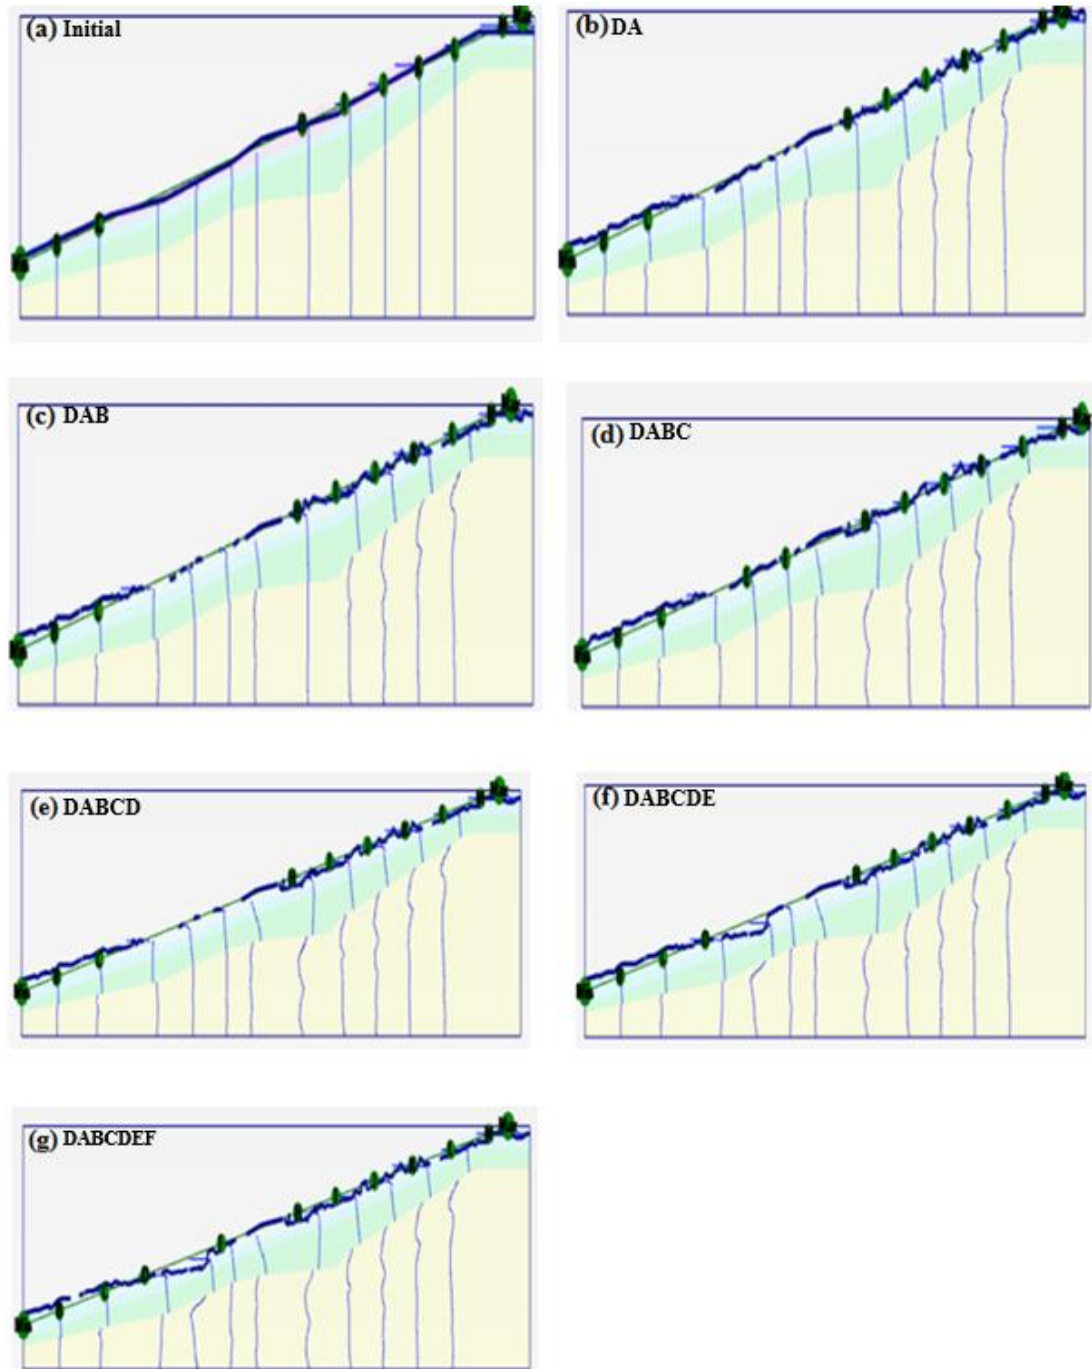 (a) Initial
(b) DA
(c) DAB
(d) DABC
(e) DABCD
(f) DABCDE
(g) DABCDEF